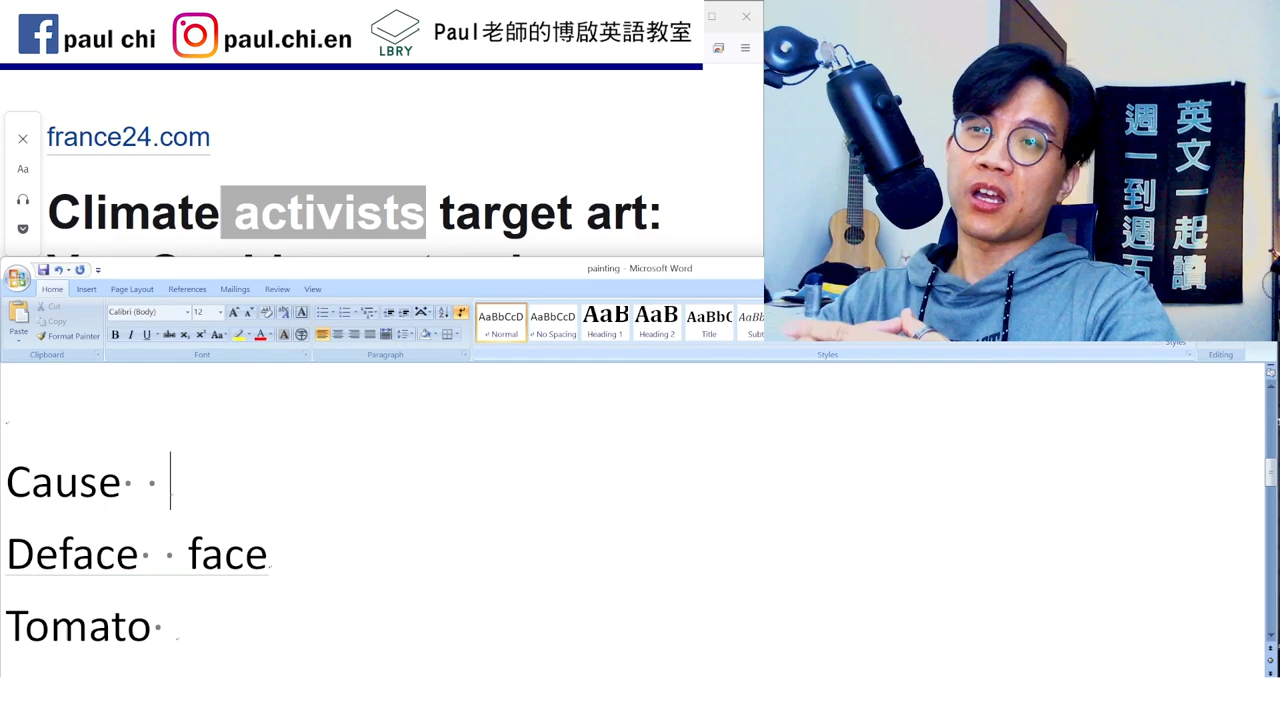 paul chi
paul.chi.en
LBRY
Paul老師的博啟英語教室
france24.com
Aa
Climate activists target art:
painting - Microsoft Word
Home Insert Page Layout References Mailings Review View
Paste
Cut
Copy
Format Painter
Calibri (Body) 12
AaBbCcD AaBbCcD AaB AaBb AaBb
Normal No Spacing Heading 1 Heading 2 Title
Clipboard Font Paragraph Styles Editing
英文一起讀
週一到週五
Cause
Deface face
Tomato